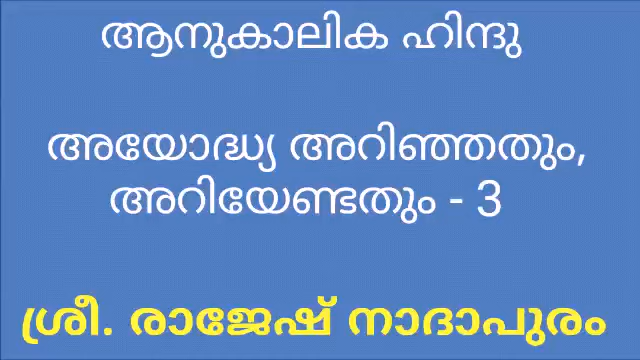 ആനുകാലിക ഹിന്ദു
അയോദ്ധ്യ അറിഞ്ഞതും,
അറിയേണ്ടതും - 3
ശ്രീ. രാജേഷ് നാദാപുരം